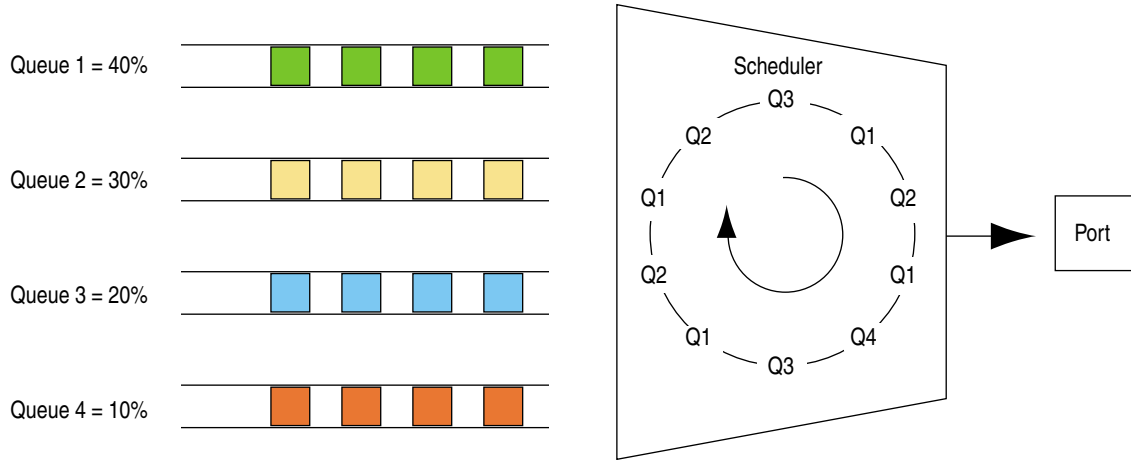 Queue 1 = 40%
Queue 2 = 30%
Queue 3 = 20%
Queue 4 = 10%
Scheduler
Q3
Q1
Q2
Q1
Q4
Q3
Q1
Q2
Q1
Q2
Port